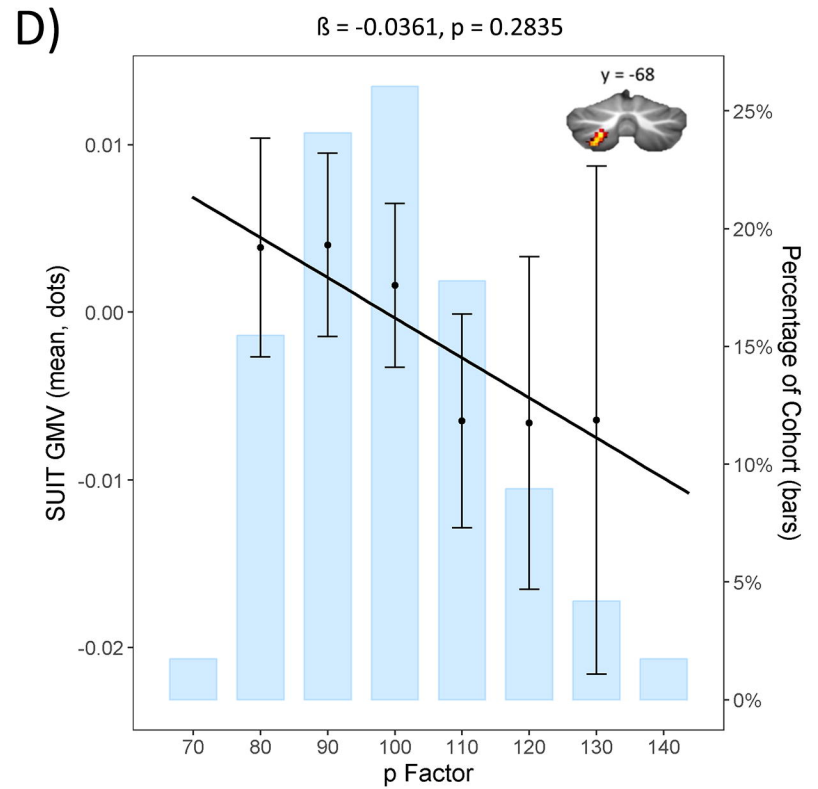 D)
ß = -0.0361, p = 0.2835
y = -68
0.01
0.00
-0.01
-0.02
SUIT GMV (mean, dots)
25%
20%
15%
10%
5%
0%
Percentage of Cohort (bars)
70 80 90 100 110 120 130 140
p Factor